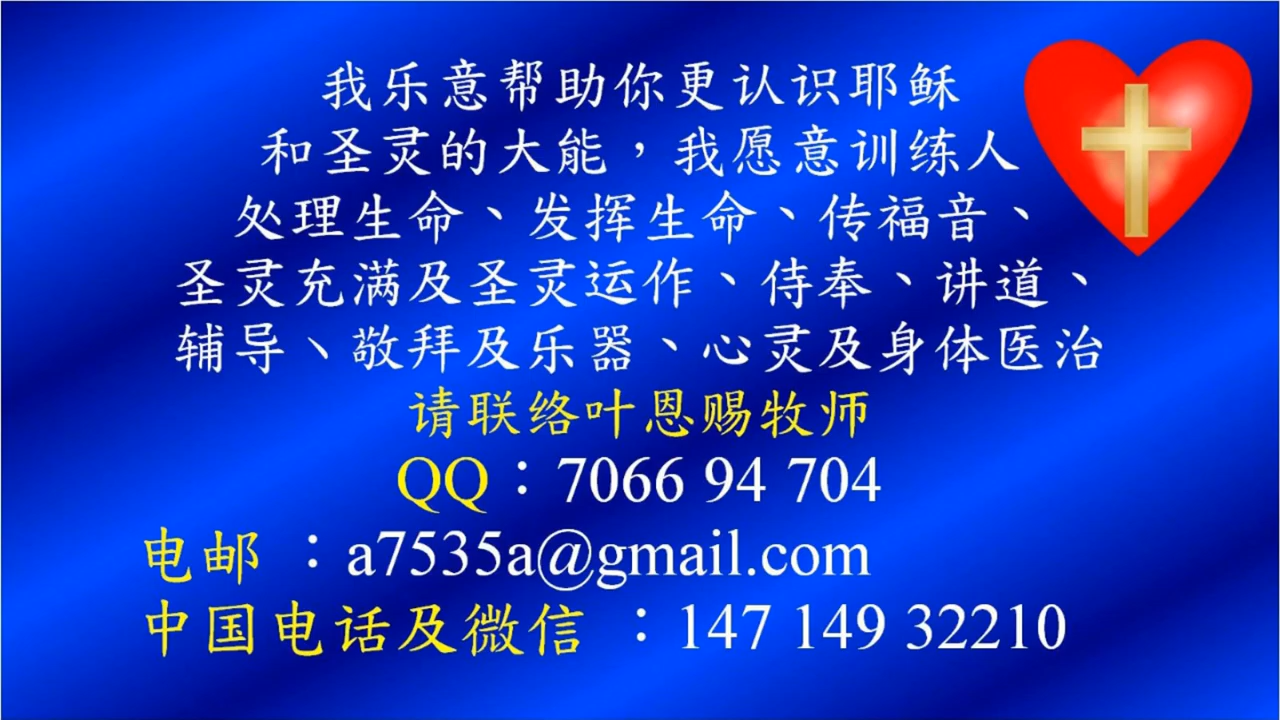 我乐意帮助你更认识耶稣
和圣灵的大能，我愿意训练人
处理生命、发挥生命、传福音、
圣灵充满及圣灵运作、侍奉、讲道、
辅导、敬拜及乐器、心灵及身体医治
请联络叶恩赐牧师
QQ：7066 94 704
电邮 ：a7535a@gmail.com
中国电话及微信 ：147 149 32210